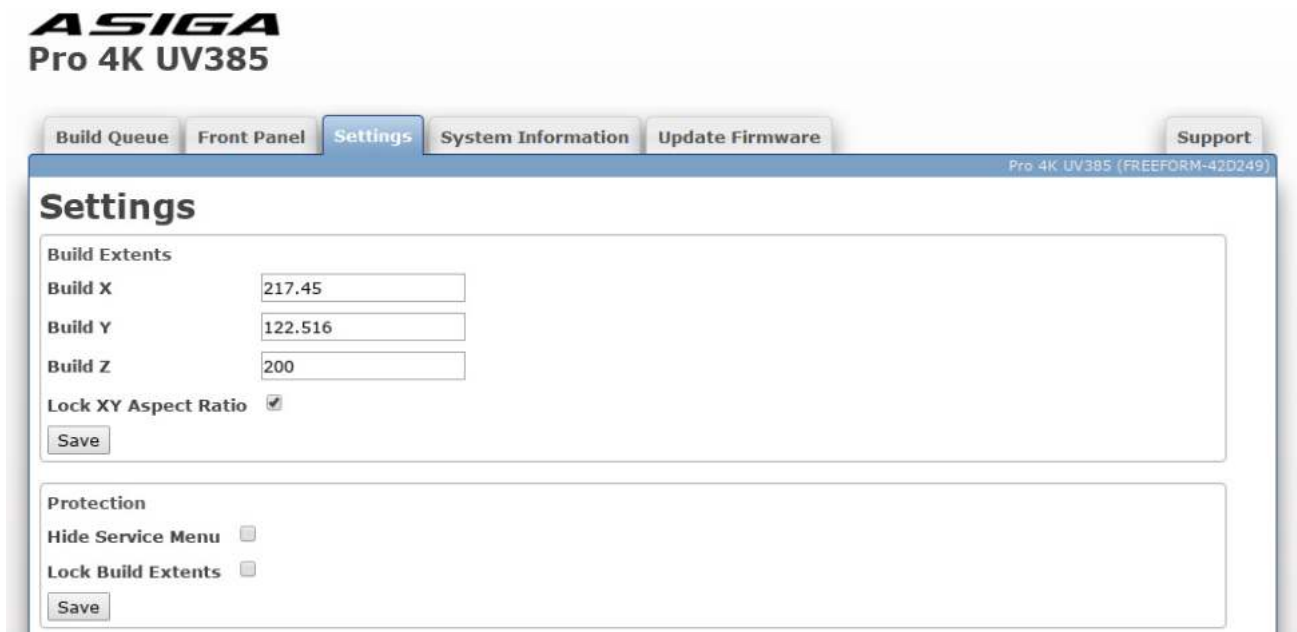 ASIGA
Pro 4K UV385
Build Queue Front Panel Settings System Information Update Firmware Support
Pro 4K UV385 (FREEFORM-42D249)
Settings
Build Extents
Build X 217.45
Build Y 122.516
Build Z 200
Lock XY Aspect Ratio
Save
Protection
Hide Service Menu
Lock Build Extents
Save